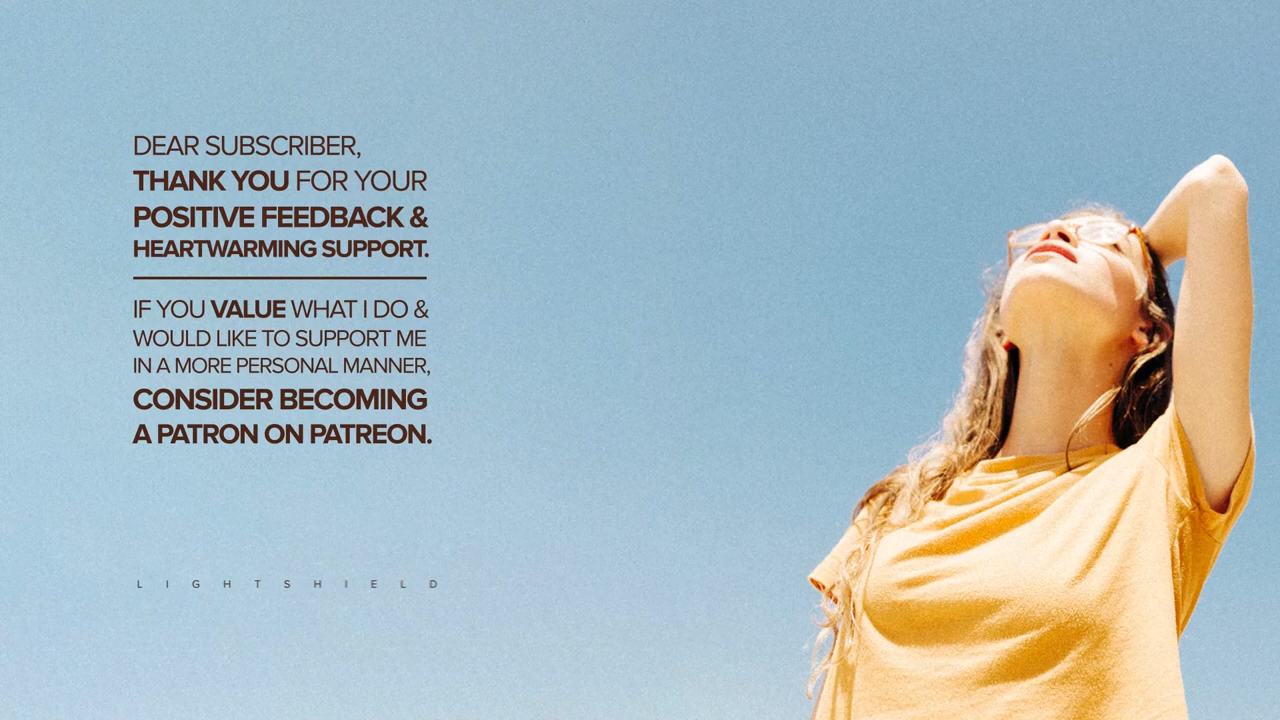 DEAR SUBSCRIBER,
THANK YOU FOR YOUR
POSITIVE FEEDBACK &
HEARTWARMING SUPPORT.
IF YOU VALUE WHAT I DO &
WOULD LIKE TO SUPPORT ME
IN A MORE PERSONAL MANNER,
CONSIDER BECOMING
A PATRON ON PATREON.
LIGHTSHIELD